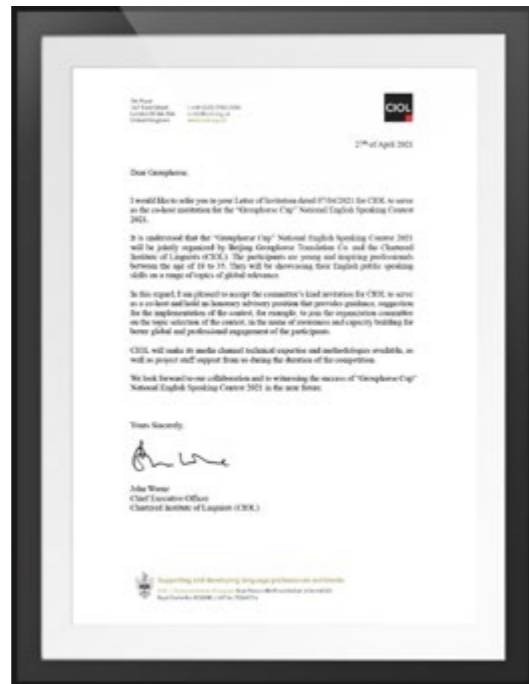 CIOL
27th of April 2021
Dear Grouphorse,
I would like to refer you to your Letter of Invitation dated 07/04/2021 for CIOL to serve
as the co-host institution for the "Grouphorse Cup" National English Speaking Contest
2021.
It is understood that the "Grouphorse Cup" National English Speaking Contest 2021
will be jointly organized by Beijing Grouphorse Translation Co. and the Chartered
Institute of Linguists (CIOL). The participants are young and inspiring professionals
between the age of 18 to 35. They will be showcasing their English public speaking
skills on a range of topics of global relevance.
In this regard, I am pleased to accept the committee's kind invitation for CIOL to serve
as a co-host and hold an honorary advisory position that provides guidance, suggestion
for the implementation of the contest, for example, to join the organization committee
on the topic selection of the contest, in the name of awareness and capacity building for
better global and professional engagement of the participants.
CIOL will make its media channel technical expertise and methodologies available, as
well as project staff support from us during the duration of the competition.
We look forward to our collaboration and to witnessing the success of "Grouphorse Cup"
National English Speaking Contest 2021 in the near future.
Yours Sincerely,
John Worne
Chief Executive Officer
Chartered Institute of Linguists (CIOL)
Supporting and developing language professionals worldwide